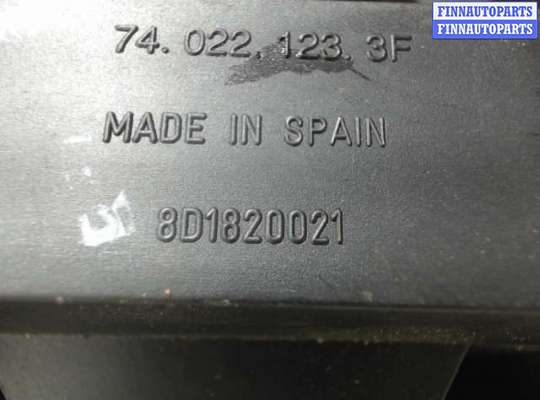 FINNAUTOPARTS
FINNAUTOPARTS
74. 022. 123. 3F
MADE IN SPAIN
8D1820021